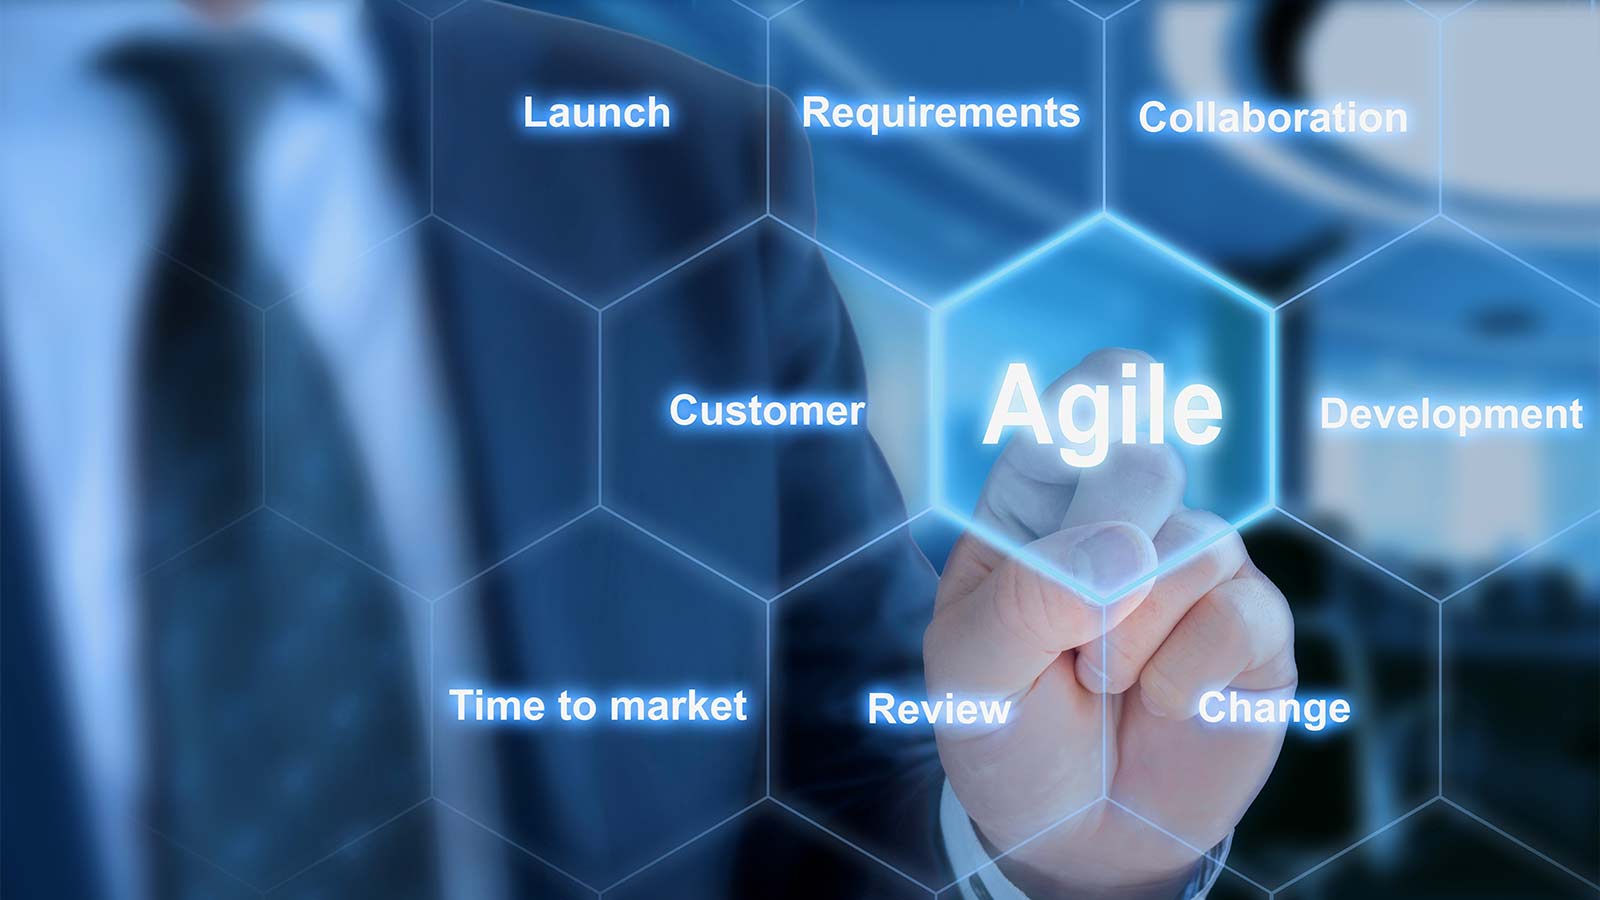 Launch
Requirements
Collaboration
Customer
Agile
Development
Time to market
Review
Change